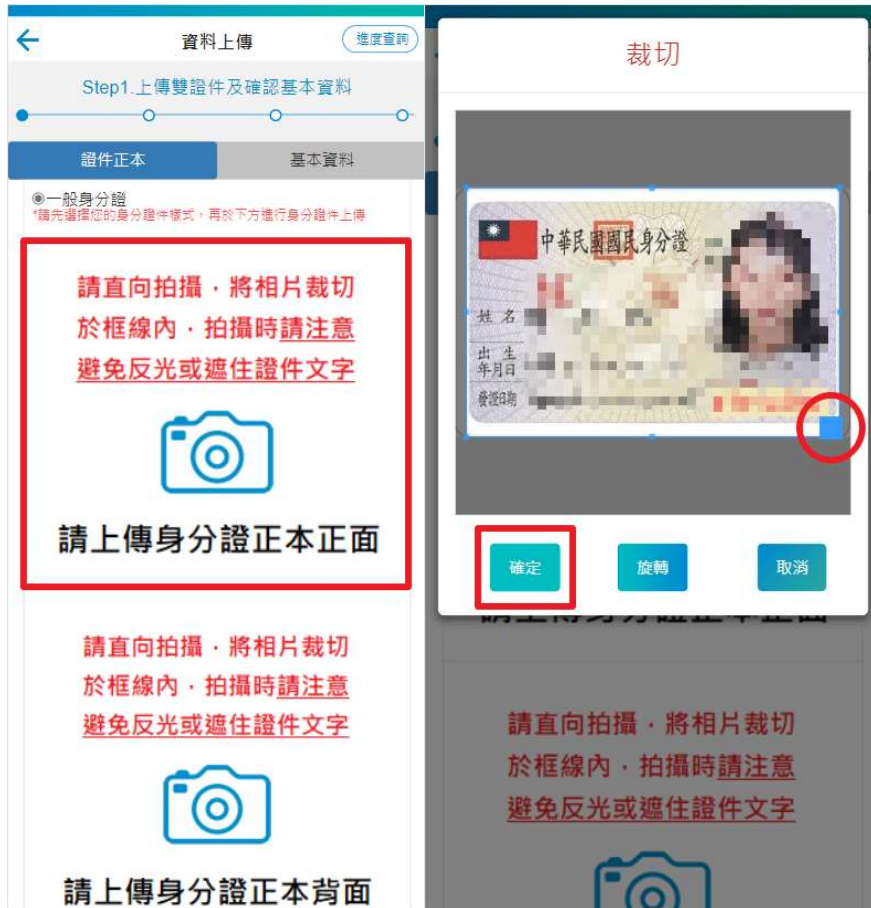 資料上傳
進度查詢
Step1.上傳雙證件及確認基本資料
證件正本
基本資料
◉一般身分證
*請先選擇您的身分證件樣式，再於下方進行身分證件上傳
請直向拍攝，將相片裁切
於框線內，拍攝時請注意
避免反光或遮住證件文字
請上傳身分證正本正面
請直向拍攝，將相片裁切
於框線內，拍攝時請注意
避免反光或遮住證件文字
請上傳身分證正本背面
裁切
中華民國國民身分證
姓名
出生
年月日
發證日期
確定
旋轉
取消
請上傳身分證正本正面
請直向拍攝，將相片裁切
於框線內，拍攝時請注意
避免反光或遮住證件文字